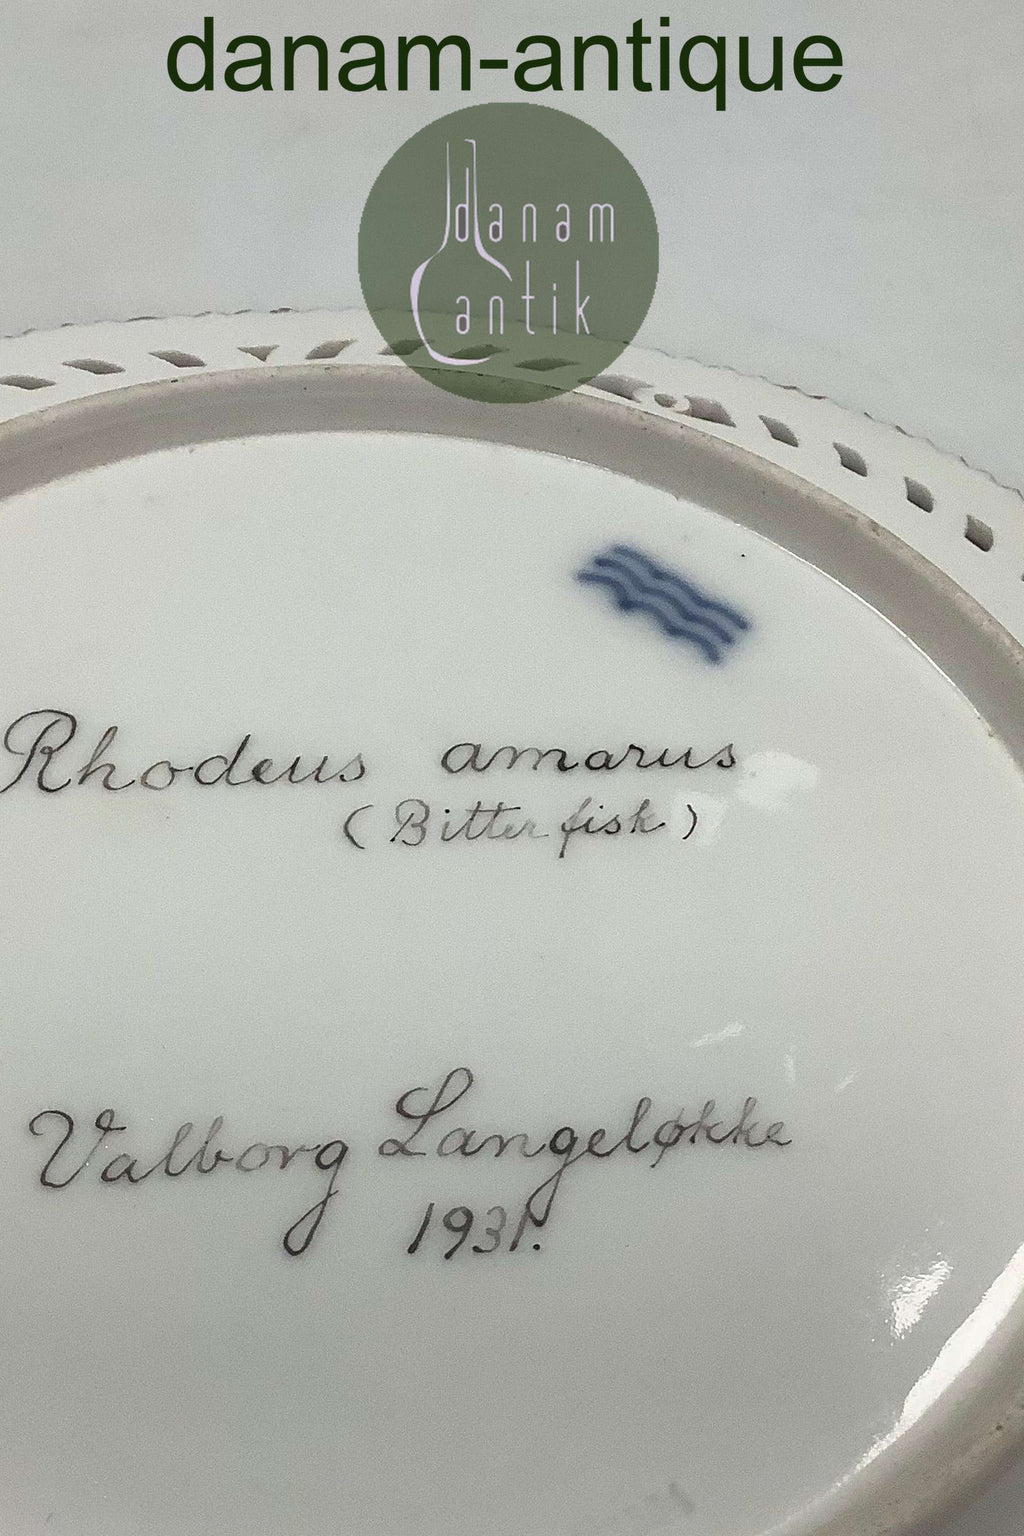 danam-antique
danam
antik
Rhodeus amarus
(Bitterfisk)
Valborg Langeløkke
1931.